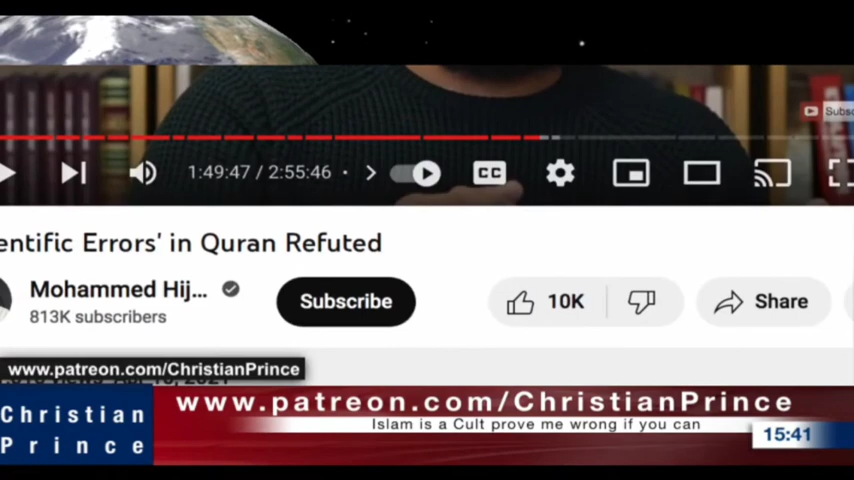 Subsc
1:49:47 / 2:55:46
CC
entific Errors' in Quran Refuted
Mohammed Hij...
813K subscribers
Subscribe
10K
Share
www.patreon.com/ChristianPrince
www.patreon.com/ChristianPrince
Christian
Prince
Islam is a Cult prove me wrong if you can
15:41